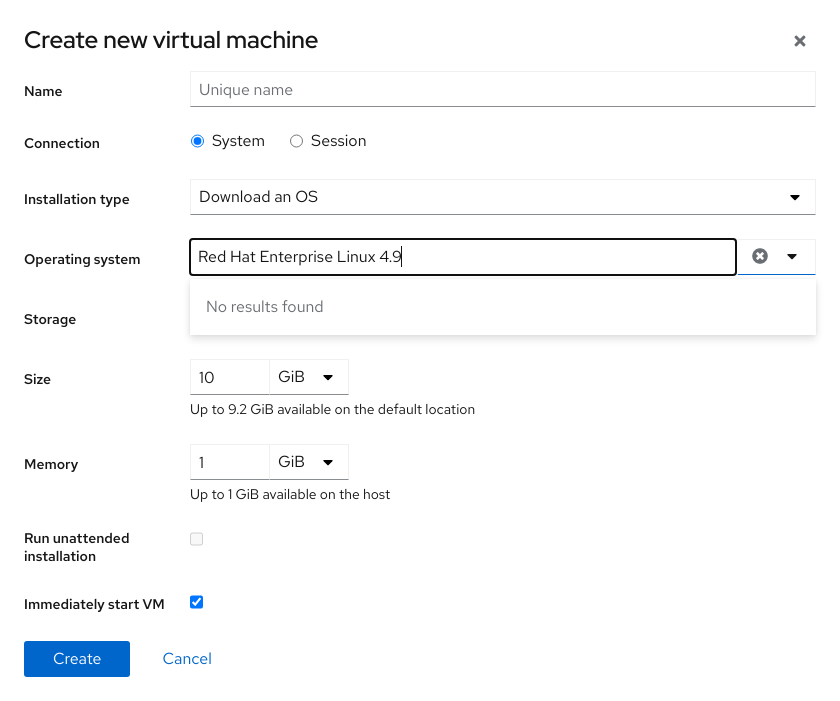 Create new virtual machine
Name
Unique name
Connection
System
Session
Installation type
Download an OS
Operating system
Red Hat Enterprise Linux 4.9
No results found
Storage
Size
10
GiB
Up to 9.2 GiB available on the default location
Memory
1
GiB
Up to 1 GiB available on the host
Run unattended
installation
Immediately start VM
Create
Cancel